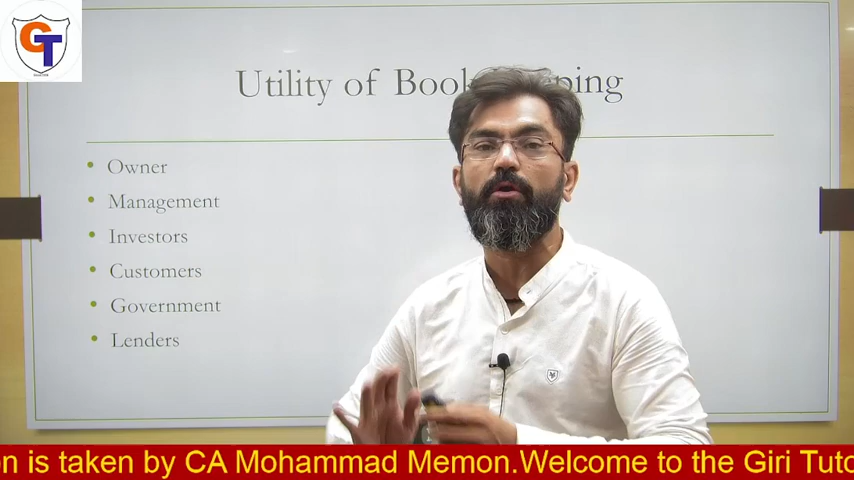 GT
Utility of Book ping
Owner
Management
Investors
Customers
Government
Lenders
n is taken by CA Mohammad Memon.Welcome to the Giri Tuto